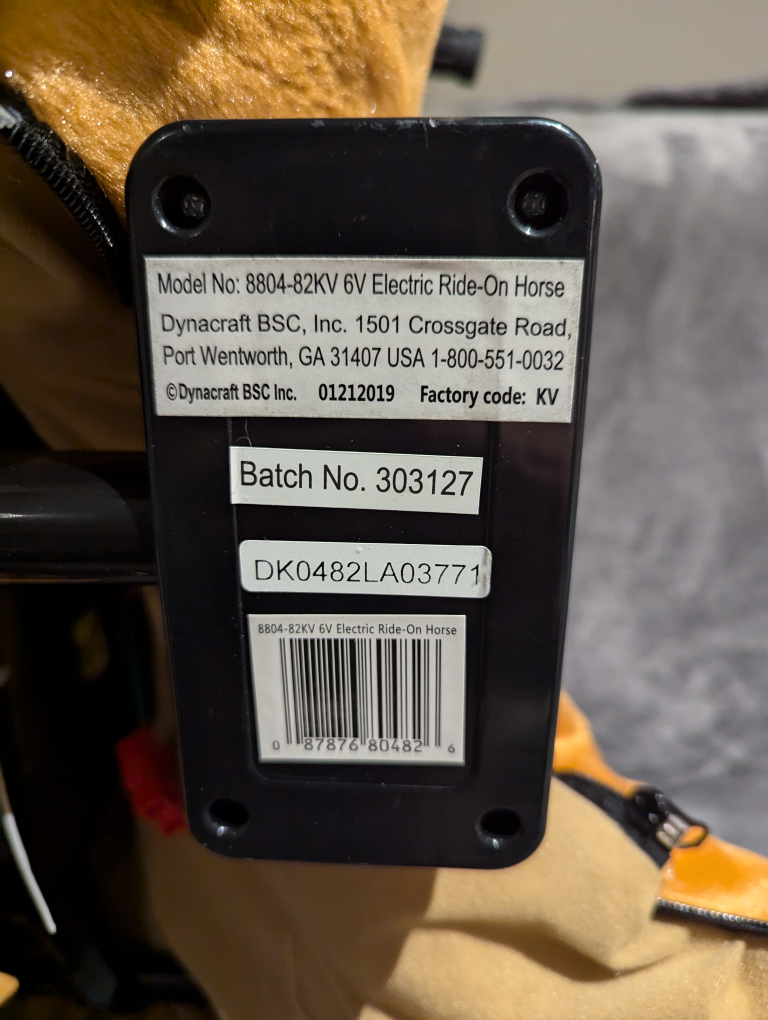 Model No: 8804-82KV 6V Electric Ride-On Horse
Dynacraft BSC, Inc. 1501 Crossgate Road,
Port Wentworth, GA 31407 USA 1-800-551-0032
©Dynacraft BSC Inc. 01212019 Factory code: KV
Batch No. 303127
DK0482LA03771
8804-82KV 6V Electric Ride-On Horse
0 87876 80482 6